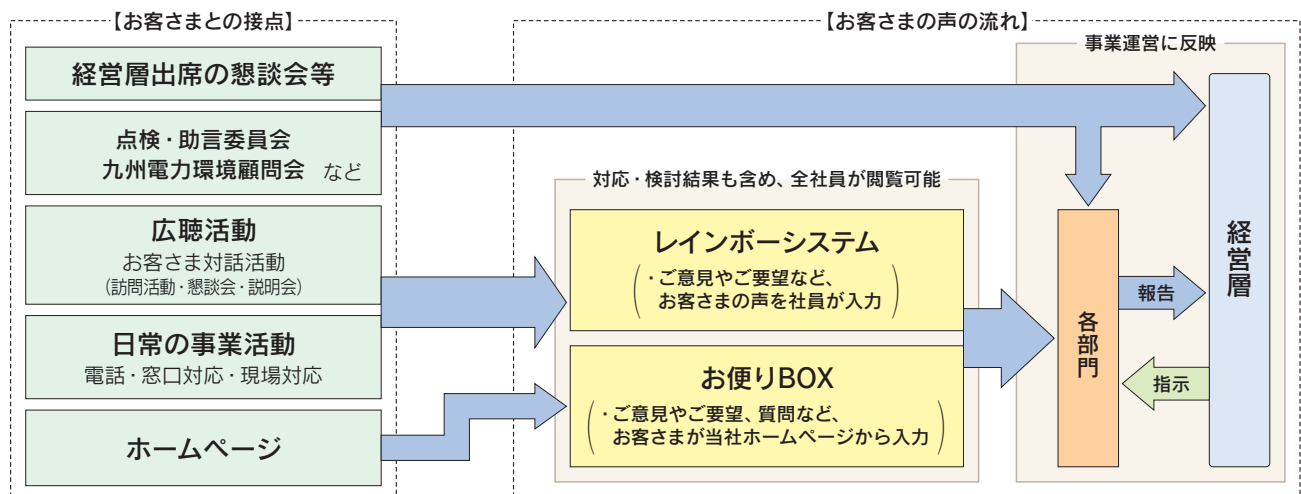 【お客さまとの接点】
経営層出席の懇談会等
点検・助言委員会
九州電力環境顧問会 など
広聴活動
お客さま対話活動
(訪問活動・懇談会・説明会)
日常の事業活動
電話・窓口対応・現場対応
ホームページ
【お客さまの声の流れ】
対応・検討結果も含め、全社員が閲覧可能
レインボーシステム
・ご意見やご要望など、
お客さまの声を社員が入力
お便りBOX
・ご意見やご要望、質問など、
お客さまが当社ホームページから入力
事業運営に反映
各部門
報告
指示
経営層